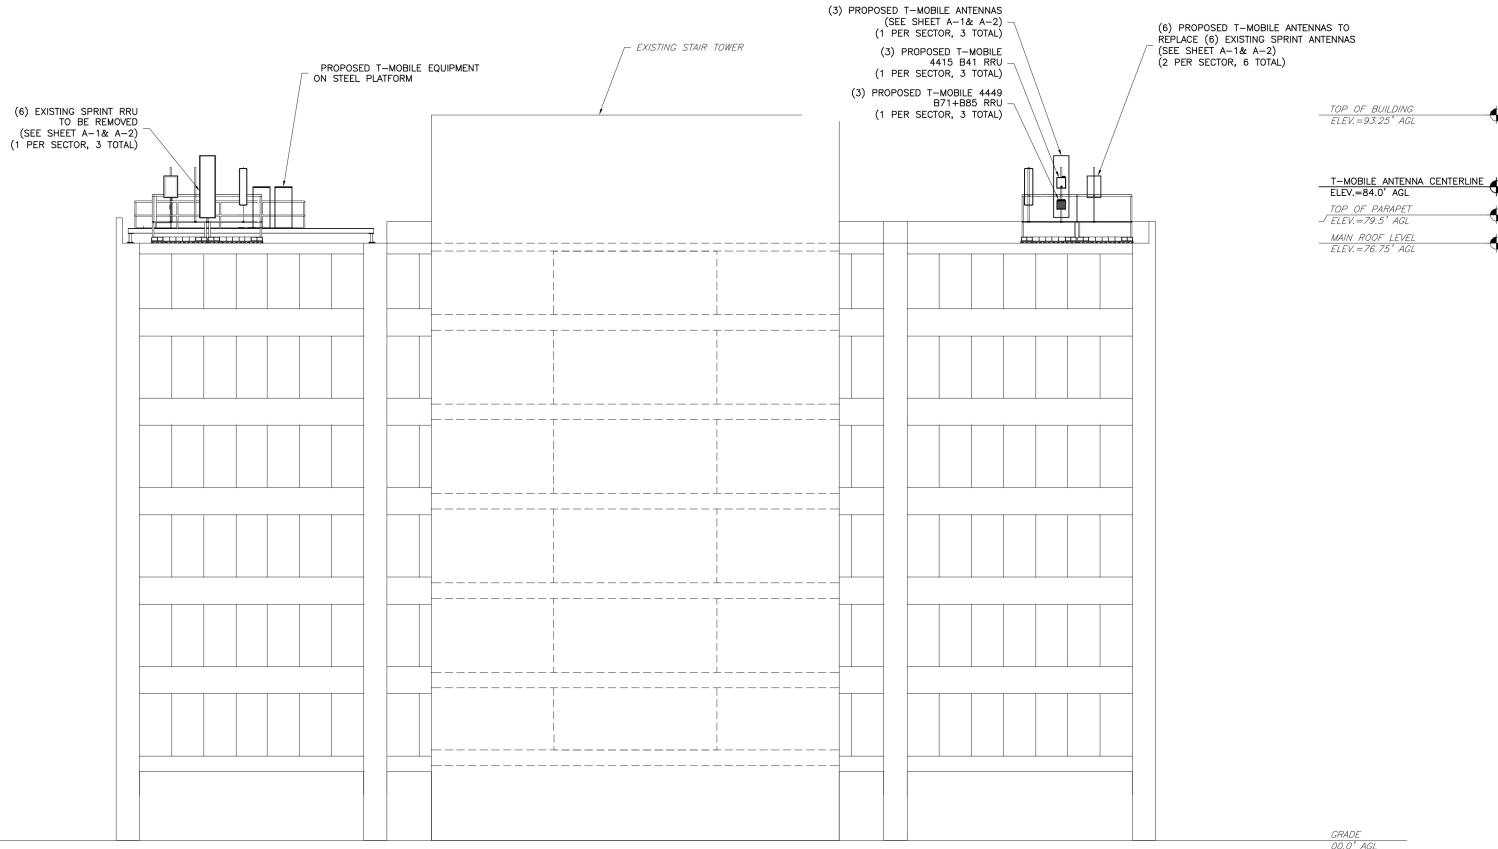 (3) PROPOSED T-MOBILE ANTENNAS
(SEE SHEET A-1& A-2)
(1 PER SECTOR, 3 TOTAL)
(6) PROPOSED T-MOBILE ANTENNAS TO
REPLACE (6) EXISTING SPRINT ANTENNAS
(SEE SHEET A-1& A-2)
(2 PER SECTOR, 6 TOTAL)
EXISTING STAIR TOWER
(3) PROPOSED T-MOBILE
4415 B41 RRU
(1 PER SECTOR, 3 TOTAL)
PROPOSED T-MOBILE EQUIPMENT
ON STEEL PLATFORM
(3) PROPOSED T-MOBILE 4449
B71+B85 RRU
(1 PER SECTOR, 3 TOTAL)
(6) EXISTING SPRINT RRU
TO BE REMOVED
(SEE SHEET A-1& A-2)
(1 PER SECTOR, 3 TOTAL)
TOP OF BUILDING
ELEV.=93.25' AGL
T-MOBILE ANTENNA CENTERLINE
ELEV.=84.0' AGL
TOP OF PARAPET
ELEV.=79.5' AGL
MAIN ROOF LEVEL
ELEV.=76.75' AGL
GRADE
00.0' AGL